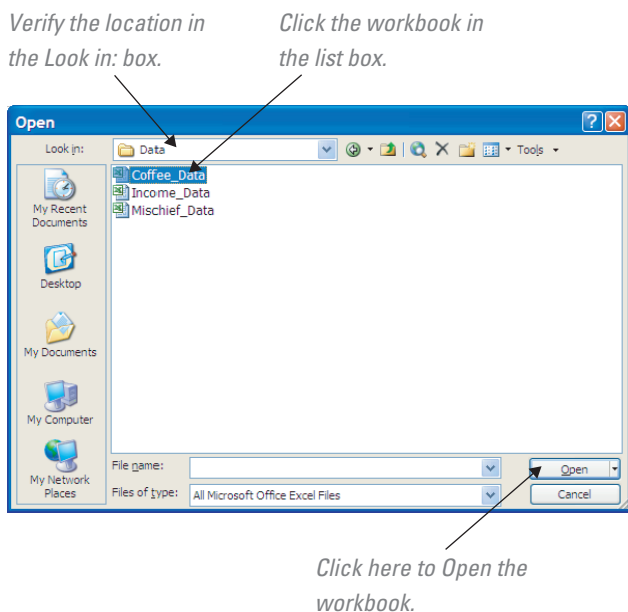 Verify the location in
the Look in: box.
Click the workbook in
the list box.
Open
Look in:
Data
Tools
Coffee_Data
Income_Data
Mischief_Data
My Recent
Documents
Desktop
My Documents
My Computer
My Network
Places
File name:
Open
Files of type:
All Microsoft Office Excel Files
Cancel
Click here to Open the
workbook.